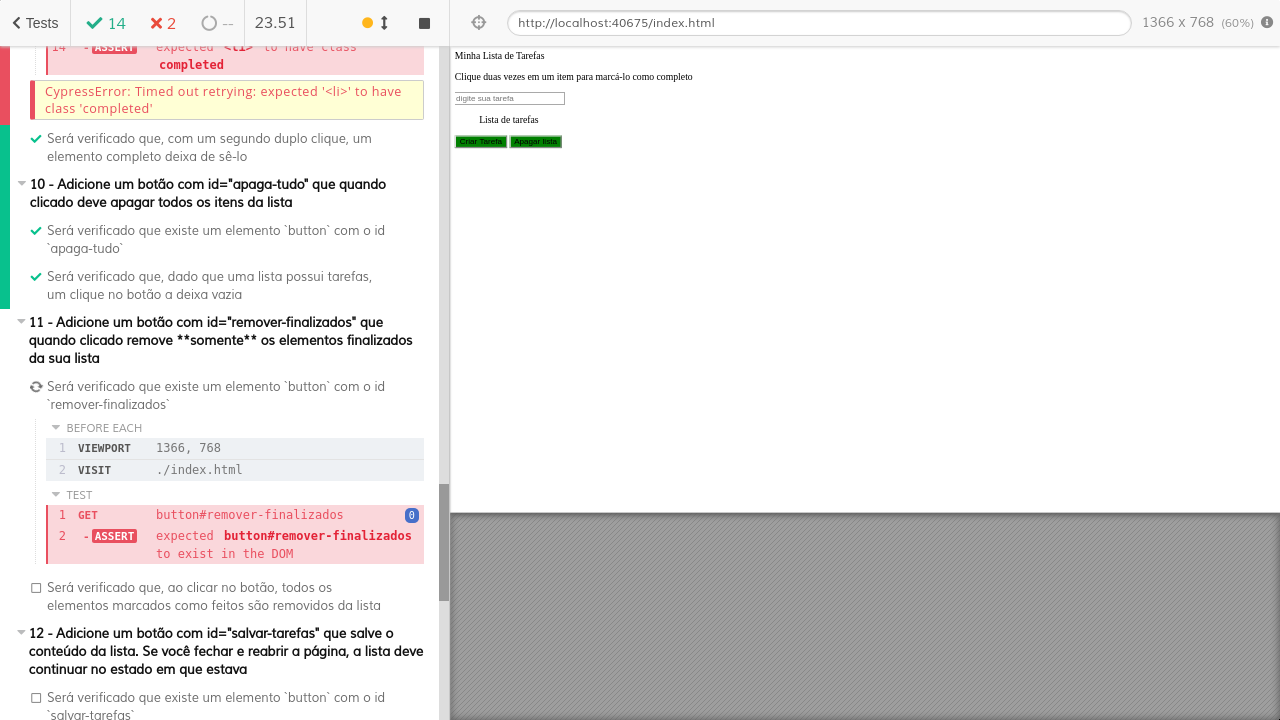 Tests
14
2
--
23.51
http://localhost:40675/index.html
1366 x 768 (60%)
14 - ASSERT expected <li> to have class
completed
CypressError: Timed out retrying: expected '<li>' to have
class 'completed'
Será verificado que, com um segundo duplo clique, um
elemento completo deixa de sê-lo
10 - Adicione um botão com id="apaga-tudo" que quando
clicado deve apagar todos os itens da lista
Será verificado que existe um elemento `button` com o id
`apaga-tudo`
Será verificado que, dado que uma lista possui tarefas,
um clique no botão a deixa vazia
11 - Adicione um botão com id="remover-finalizados" que
quando clicado remove **somente** os elementos finalizados
da sua lista
Será verificado que existe um elemento `button` com o id
`remover-finalizados`
BEFORE EACH
1 VIEWPORT 1366, 768
2 VISIT ./index.html
TEST
1 GET button#remover-finalizados 0
2 - ASSERT expected button#remover-finalizados
to exist in the DOM
Será verificado que, ao clicar no botão, todos os
elementos marcados como feitos são removidos da lista
12 - Adicione um botão com id="salvar-tarefas" que salve o
conteúdo da lista. Se você fechar e reabrir a página, a lista deve
continuar no estado em que estava
Será verificado que existe um elemento `button` com o id
`salvar-tarefas`
Minha Lista de Tarefas
Clique duas vezes em um item para marcá-lo como completo
digite sua tarefa
Lista de tarefas
Criar Tarefa Apagar lista